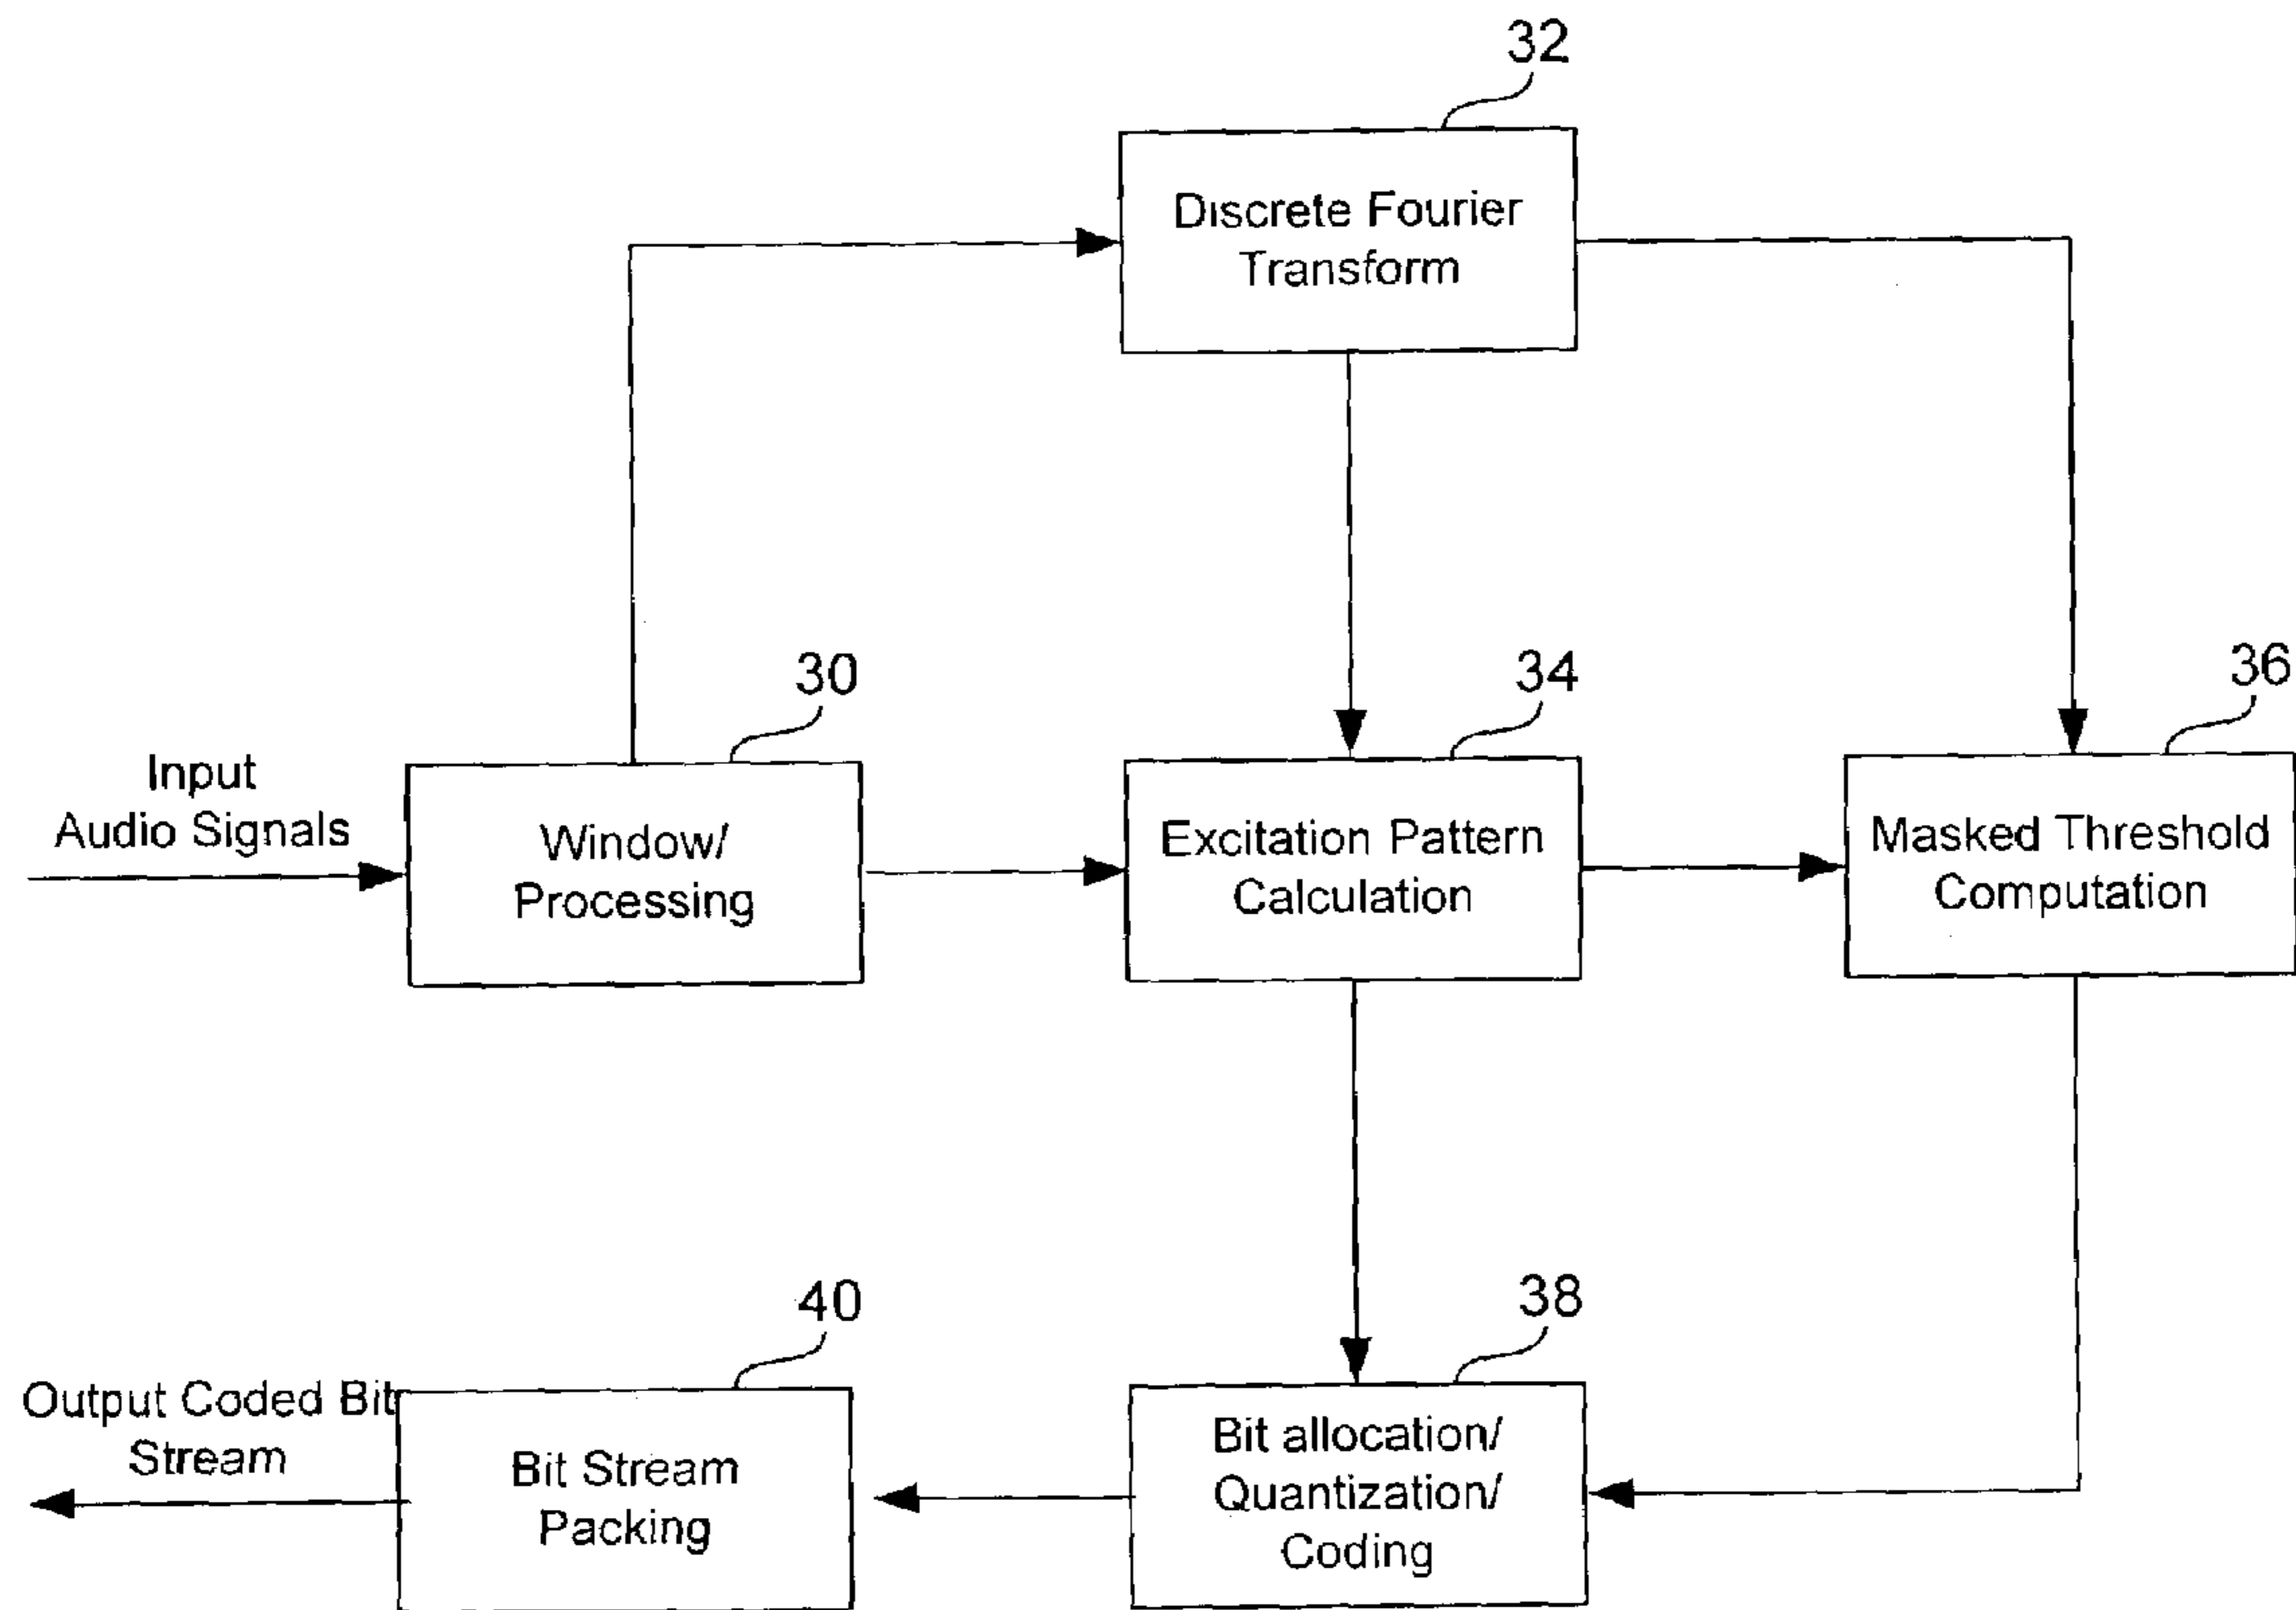 32
Discrete Fourier
Transform
30
34
36
Input
Audio Signals
Window/
Processing
Excitation Pattern
Calculation
Masked Threshold
Computation
40
38
Output Coded Bit
Stream
Bit Stream
Packing
Bit allocation/
Quantization/
Coding